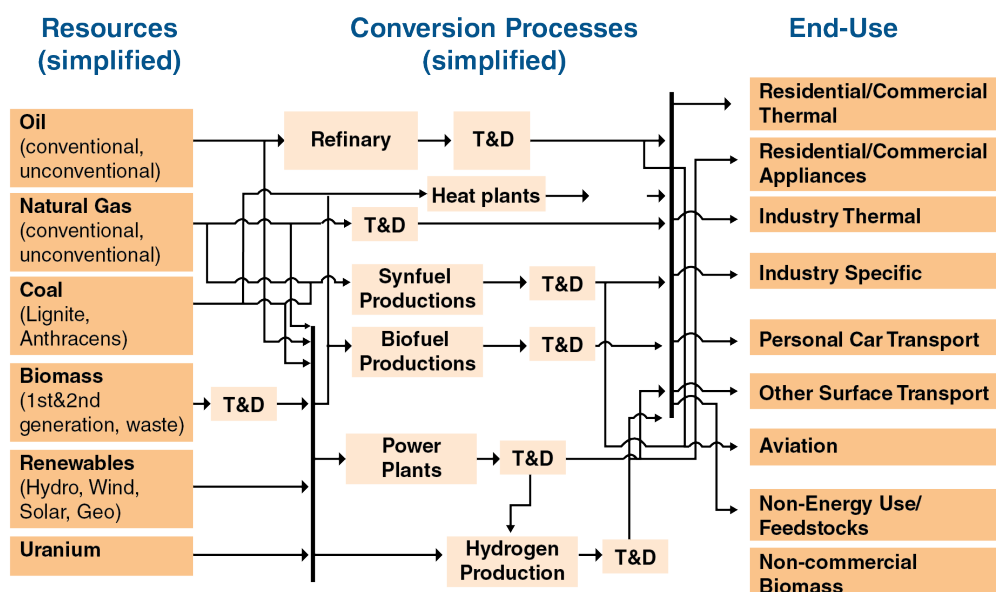 Resources
(simplified)
Conversion Processes
(simplified)
End-Use
Oil
(conventional,
unconventional)
Natural Gas
(conventional,
unconventional)
Coal
(Lignite,
Anthracens)
Biomass
(1st&2nd
generation, waste)
Renewables
(Hydro, Wind,
Solar, Geo)
Uranium
T&D
Refinary
T&D
Heat plants
T&D
Synfuel
Productions
T&D
Biofuel
Productions
T&D
Power
Plants
T&D
Hydrogen
Production
T&D
Residential/Commercial
Thermal
Residential/Commercial
Appliances
Industry Thermal
Industry Specific
Personal Car Transport
Other Surface Transport
Aviation
Non-Energy Use/
Feedstocks
Non-commercial
Biomass